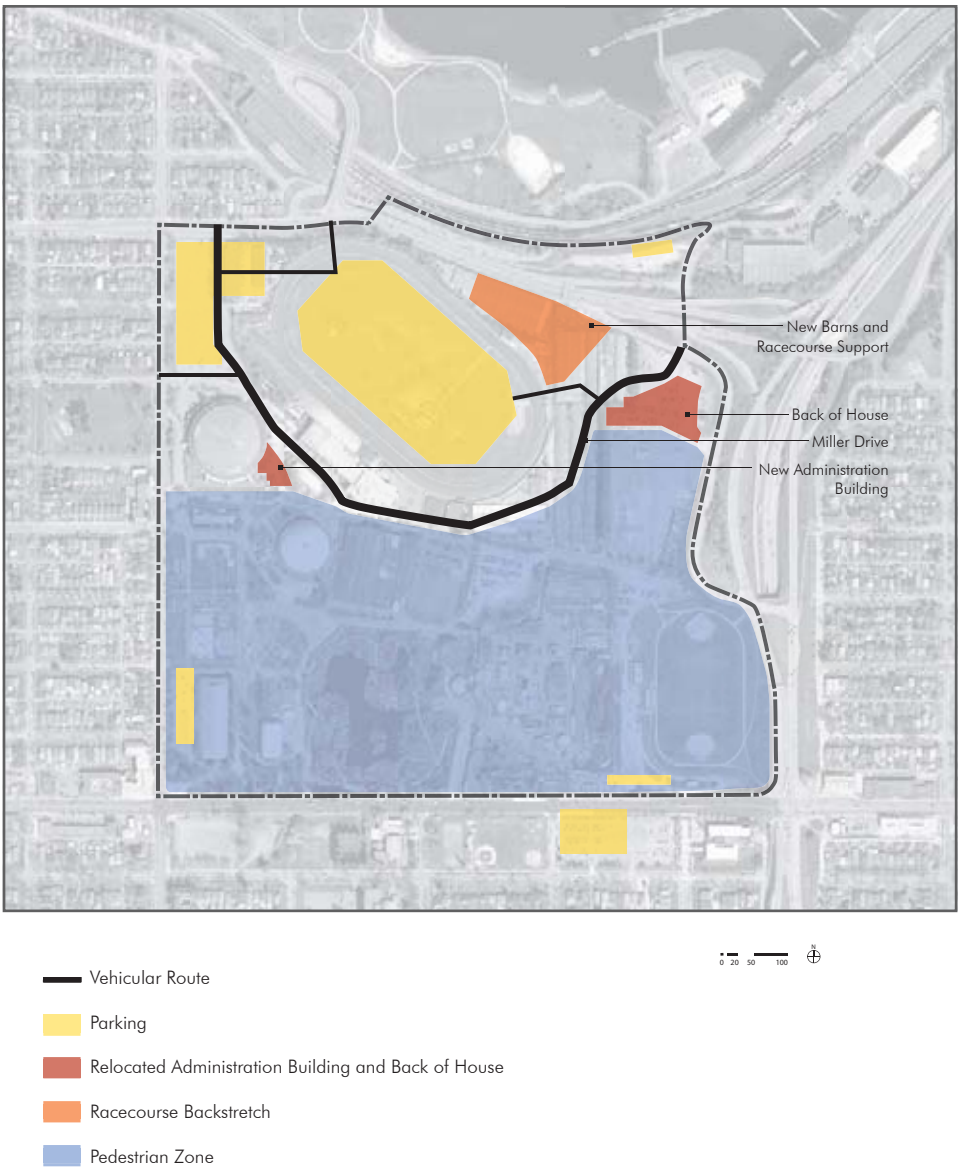 New Barns and
Racecourse Support
Back of House
Miller Drive
New Administration
Building
N
0 20 50 100
Vehicular Route
Parking
Relocated Administration Building and Back of House
Racecourse Backstretch
Pedestrian Zone